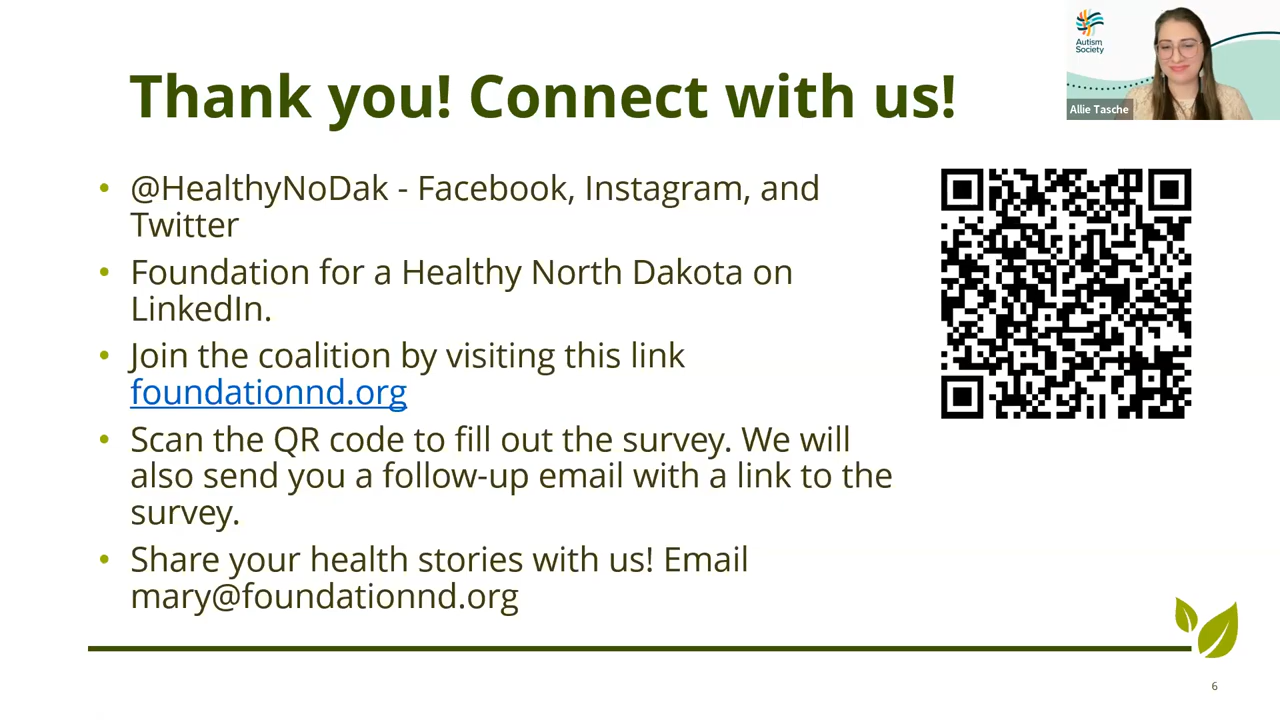 Autism
Society
Allie Tasche
Thank you! Connect with us!
• @HealthyNoDak - Facebook, Instagram, and
Twitter
• Foundation for a Healthy North Dakota on
LinkedIn.
• Join the coalition by visiting this link
foundationnd.org
• Scan the QR code to fill out the survey. We will
also send you a follow-up email with a link to the
survey.
• Share your health stories with us! Email
mary@foundationnd.org
6